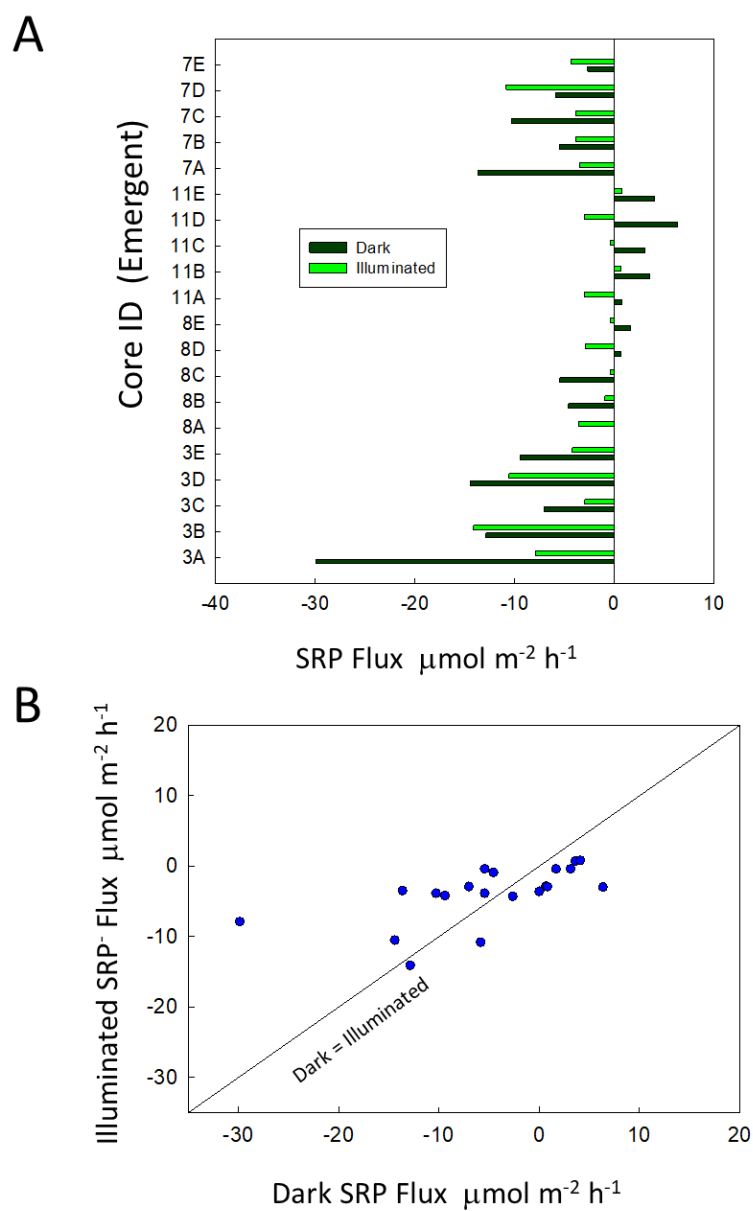 A
Core ID (Emergent)
7E
7D
7C
7B
7A
11E
11D
11C
11B
11A
8E
8D
8C
8B
8A
3E
3D
3C
3B
3A
Dark
Illuminated
-40 -30 -20 -10 0 10
SRP Flux μmol m-2 h-1
B
Illuminated SRP- Flux μmol m-2 h-1
20
10
0
-10
-20
-30
Dark = Illuminated
-30 -20 -10 0 10 20
Dark SRP Flux μmol m-2 h-1